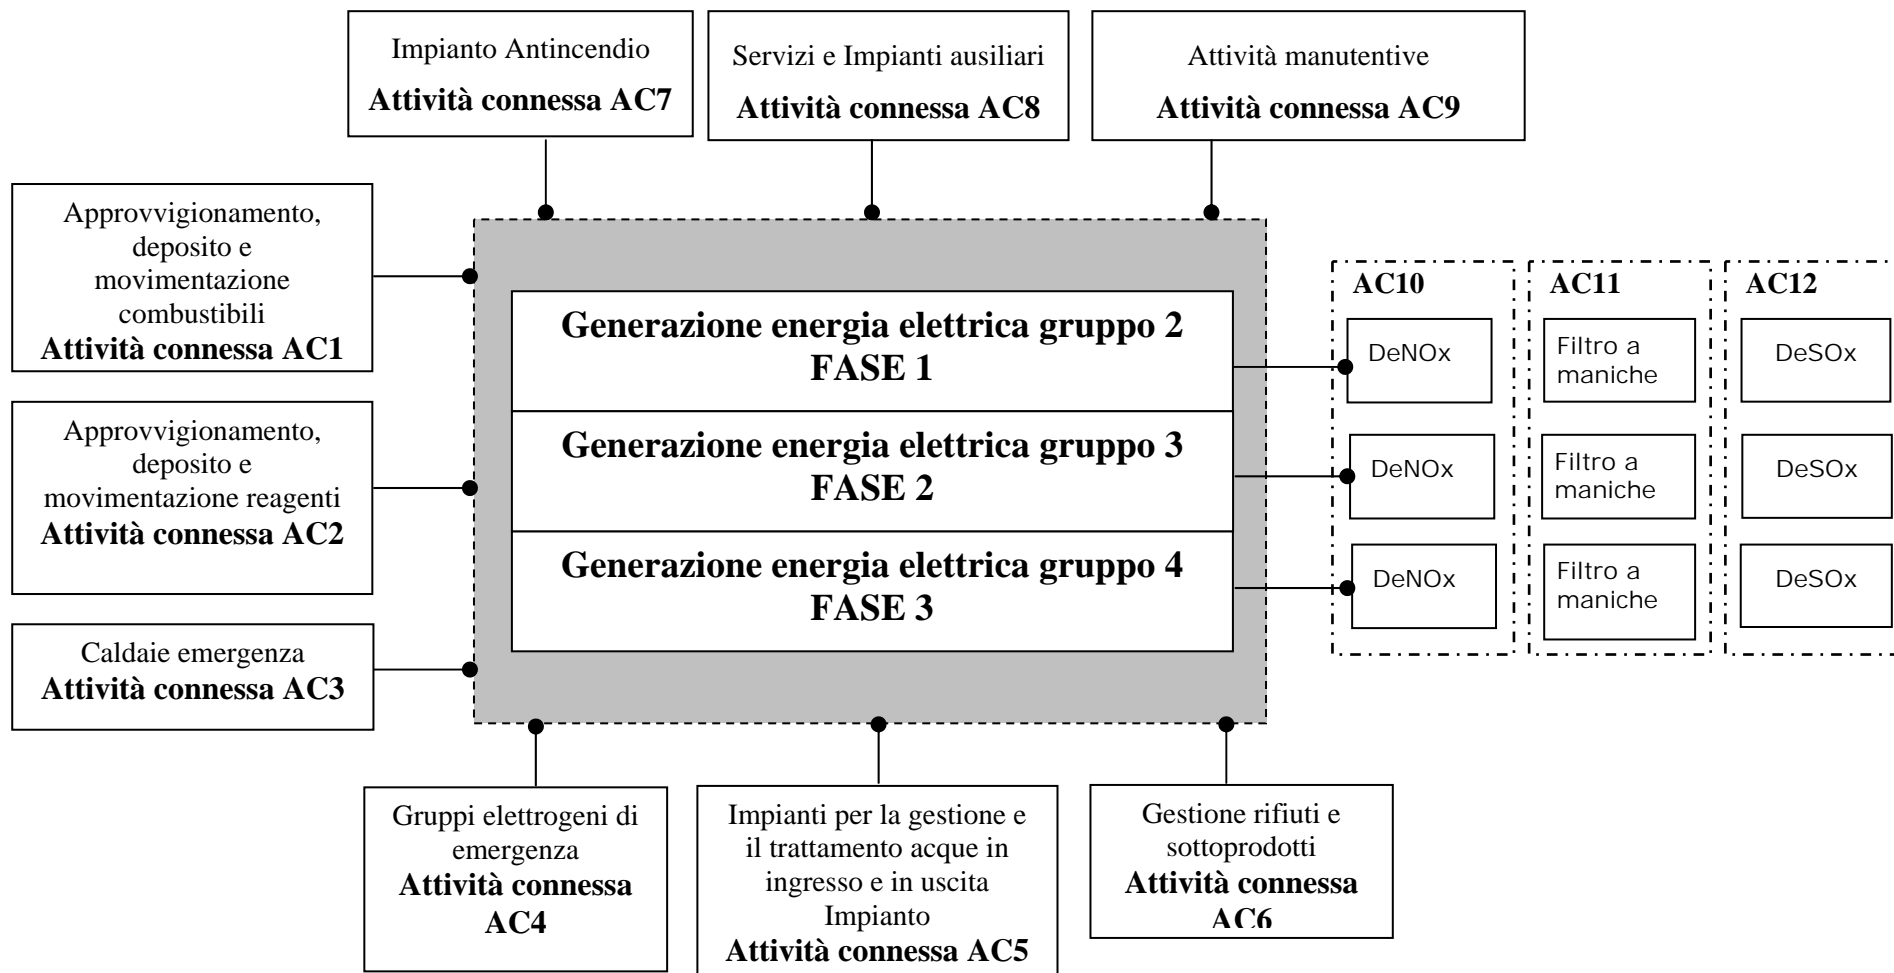 Impianto Antincendio
Attività connessa AC7
Servizi e Impianti ausiliari
Attività connessa AC8
Attività manutentive
Attività connessa AC9
Approvvigionamento,
deposito e
movimentazione
combustibili
Attività connessa AC1
Approvvigionamento,
deposito e
movimentazione reagenti
Attività connessa AC2
Caldaie emergenza
Attività connessa AC3
Generazione energia elettrica gruppo 2
FASE 1
Generazione energia elettrica gruppo 3
FASE 2
Generazione energia elettrica gruppo 4
FASE 3
AC10
DeNOx
DeNOx
DeNOx
AC11
Filtro a
maniche
Filtro a
maniche
Filtro a
maniche
AC12
DeSOx
DeSOx
DeSOx
Gruppi elettrogeni di
emergenza
Attività connessa
AC4
Impianti per la gestione e
il trattamento acque in
ingresso e in uscita
Impianto
Attività connessa AC5
Gestione rifiuti e
sottoprodotti
Attività connessa
AC6